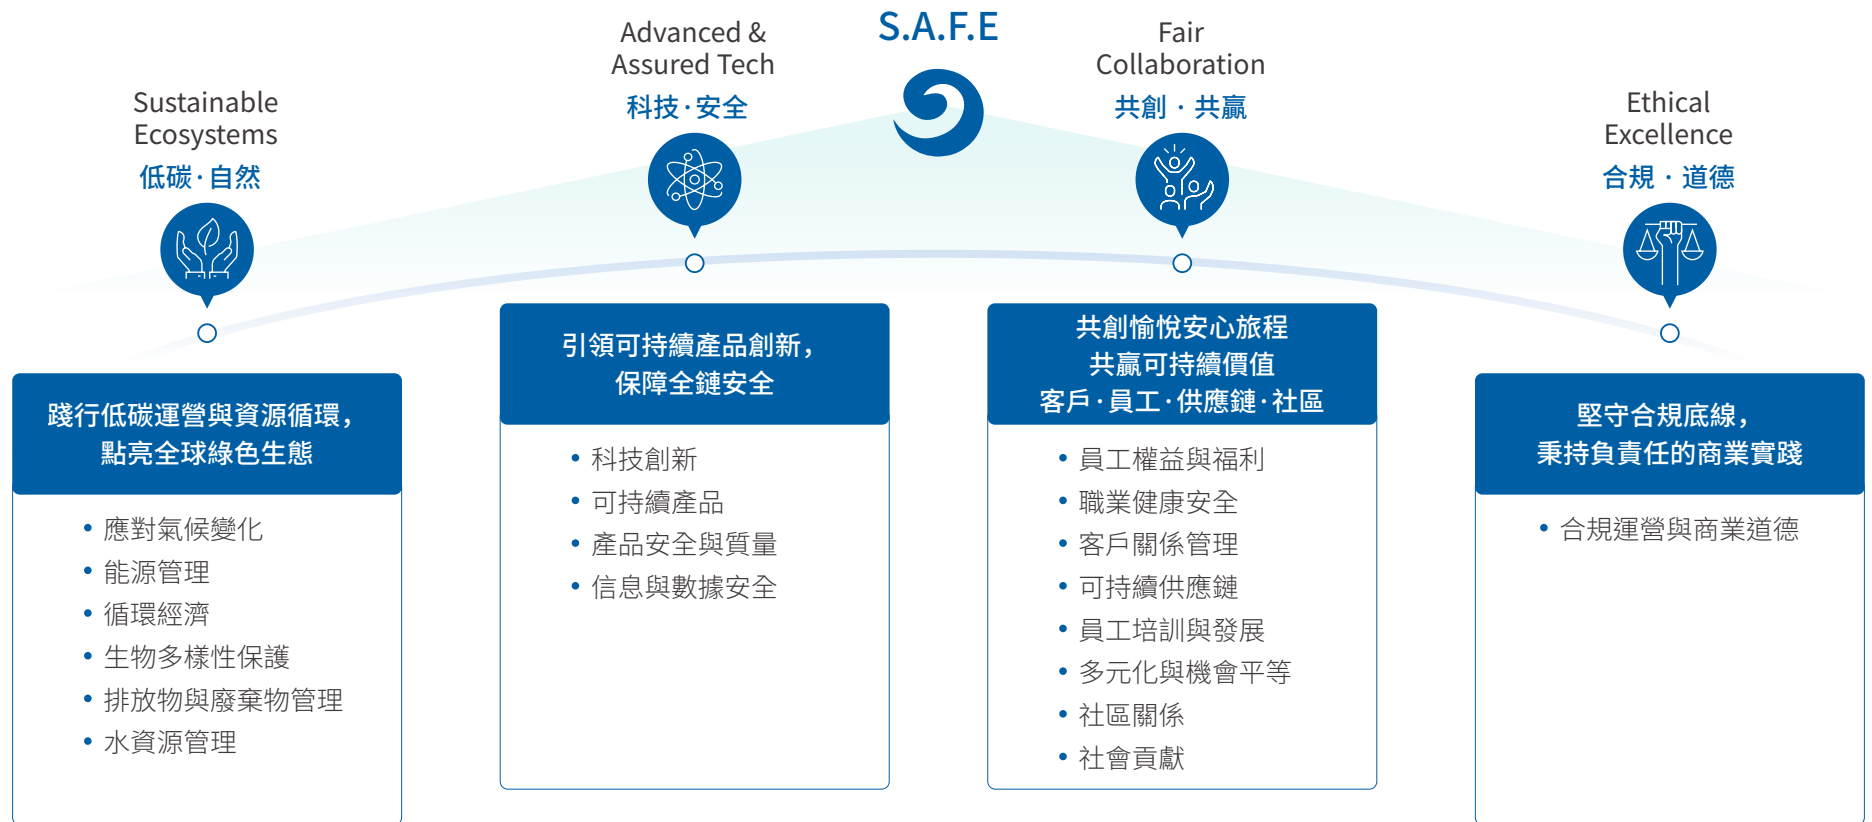 S.A.F.E
Sustainable
Ecosystems
低碳·自然
踐行低碳運營與資源循環，
點亮全球綠色生態
• 應對氣候變化
• 能源管理
• 循環經濟
• 生物多樣性保護
• 排放物與廢棄物管理
• 水資源管理
Advanced &
Assured Tech
科技·安全
引領可持續產品創新，
保障全鏈安全
• 科技創新
• 可持續產品
• 產品安全與質量
• 信息與數據安全
Fair
Collaboration
共創·共贏
共創愉悅安心旅程
共贏可持續價值
客戶·員工·供應鏈·社區
• 員工權益與福利
• 職業健康安全
• 客戶關係管理
• 可持續供應鏈
• 員工培訓與發展
• 多元化與機會平等
• 社區關係
• 社會貢獻
Ethical
Excellence
合規·道德
堅守合規底線，
秉持負責任的商業實踐
• 合規運營與商業道德